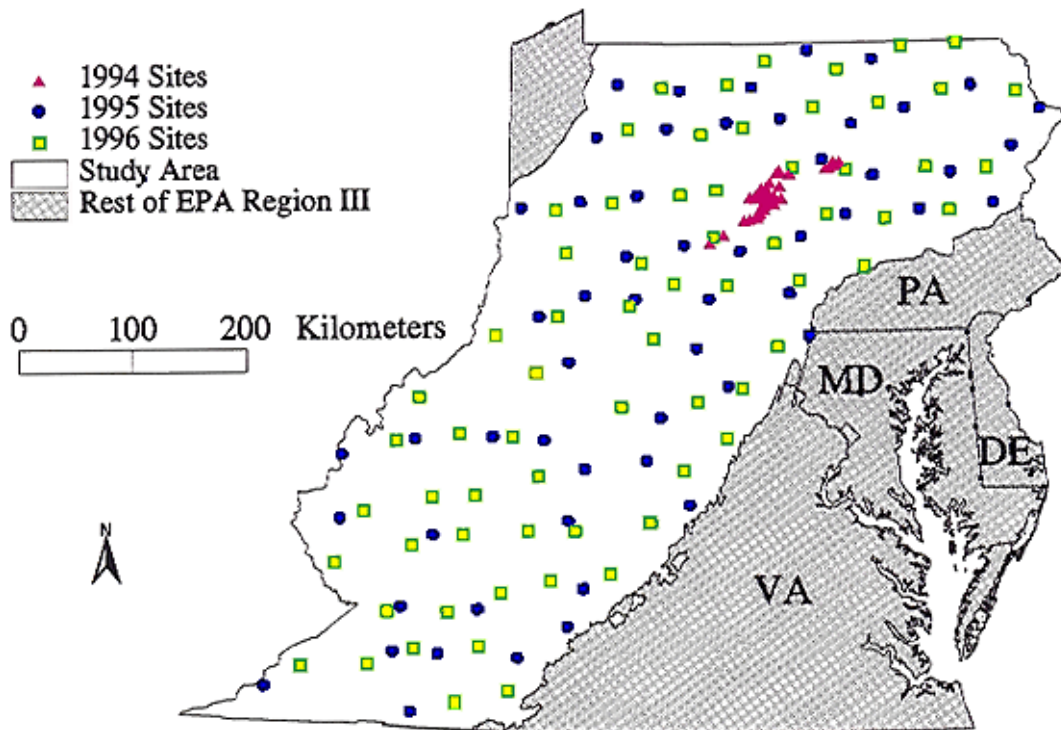 1994 Sites
1995 Sites
1996 Sites
Study Area
Rest of EPA Region III
0 100 200 Kilometers
PA
MD
DE
N
VA